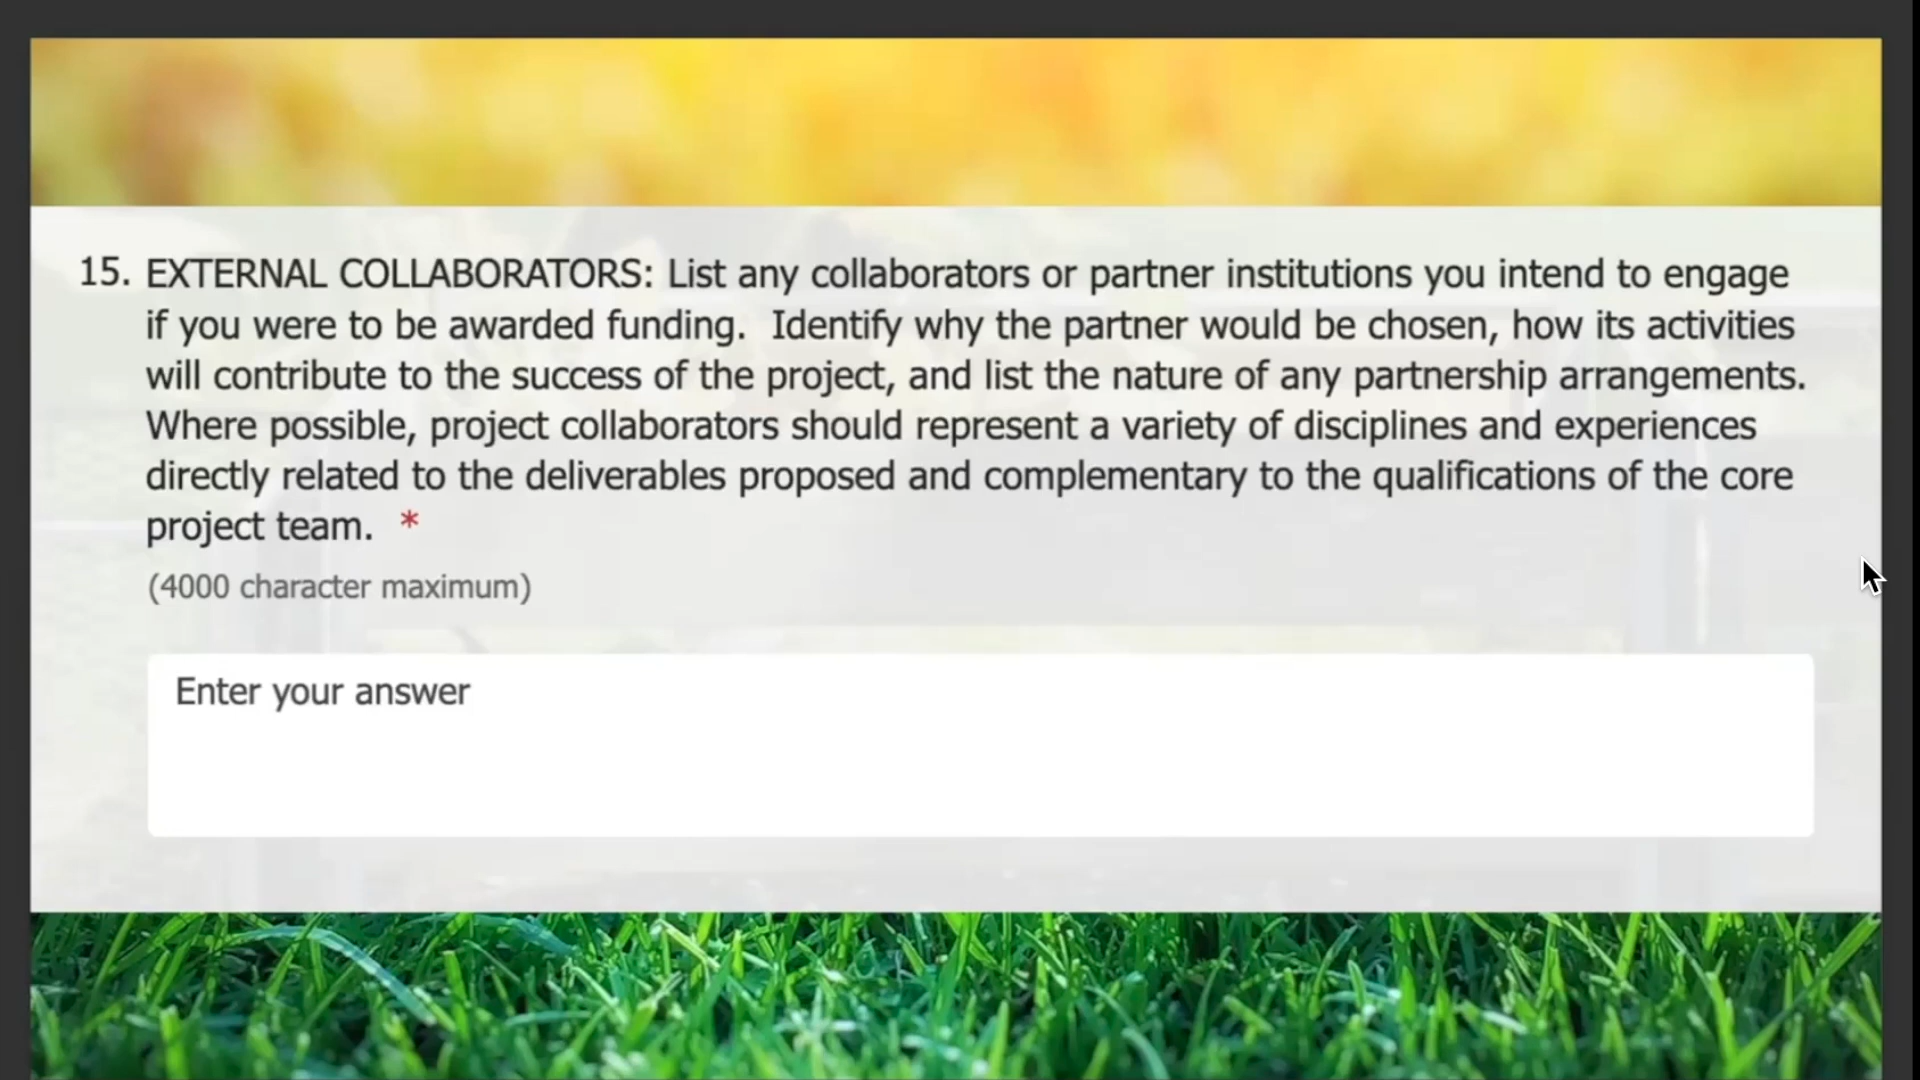 15. EXTERNAL COLLABORATORS: List any collaborators or partner institutions you intend to engage
if you were to be awarded funding.  Identify why the partner would be chosen, how its activities
will contribute to the success of the project, and list the nature of any partnership arrangements.
Where possible, project collaborators should represent a variety of disciplines and experiences
directly related to the deliverables proposed and complementary to the qualifications of the core
project team. *
(4000 character maximum)
Enter your answer